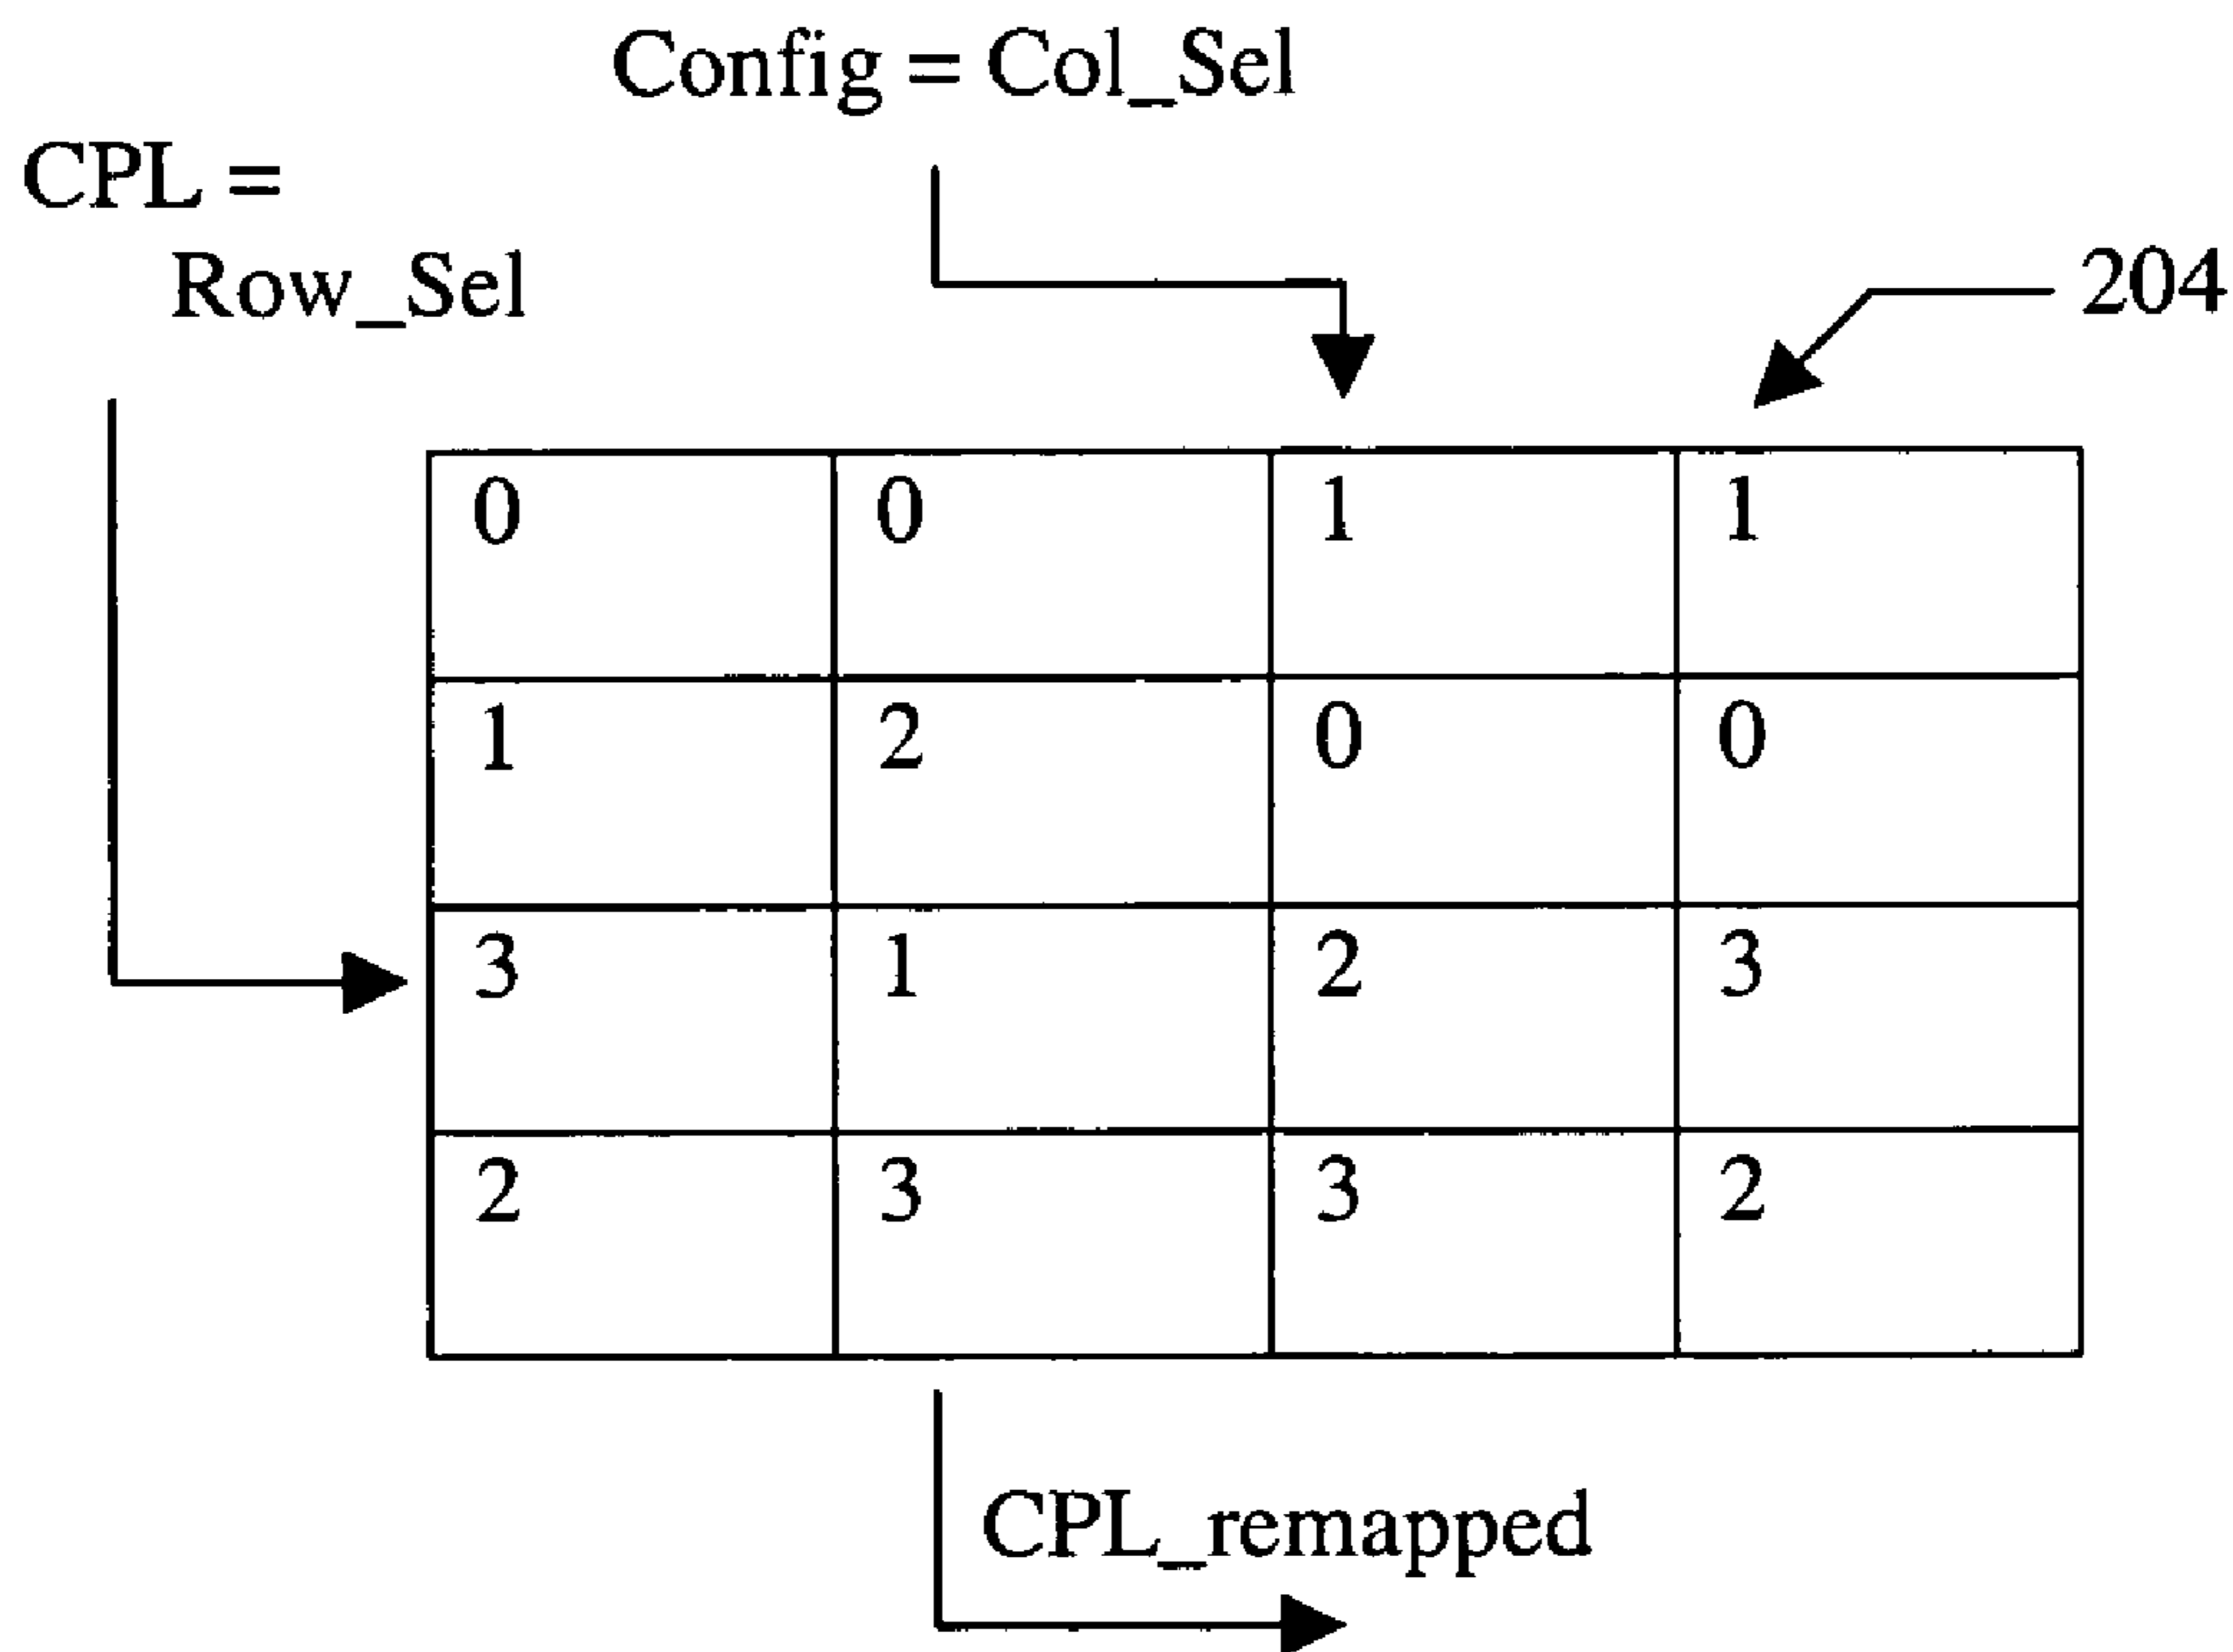 Config = Col_Sel
CPL =
Row_Sel
204
0 0 1 1
1 2 0 0
3 1 2 3
2 3 3 2
CPL_remapped